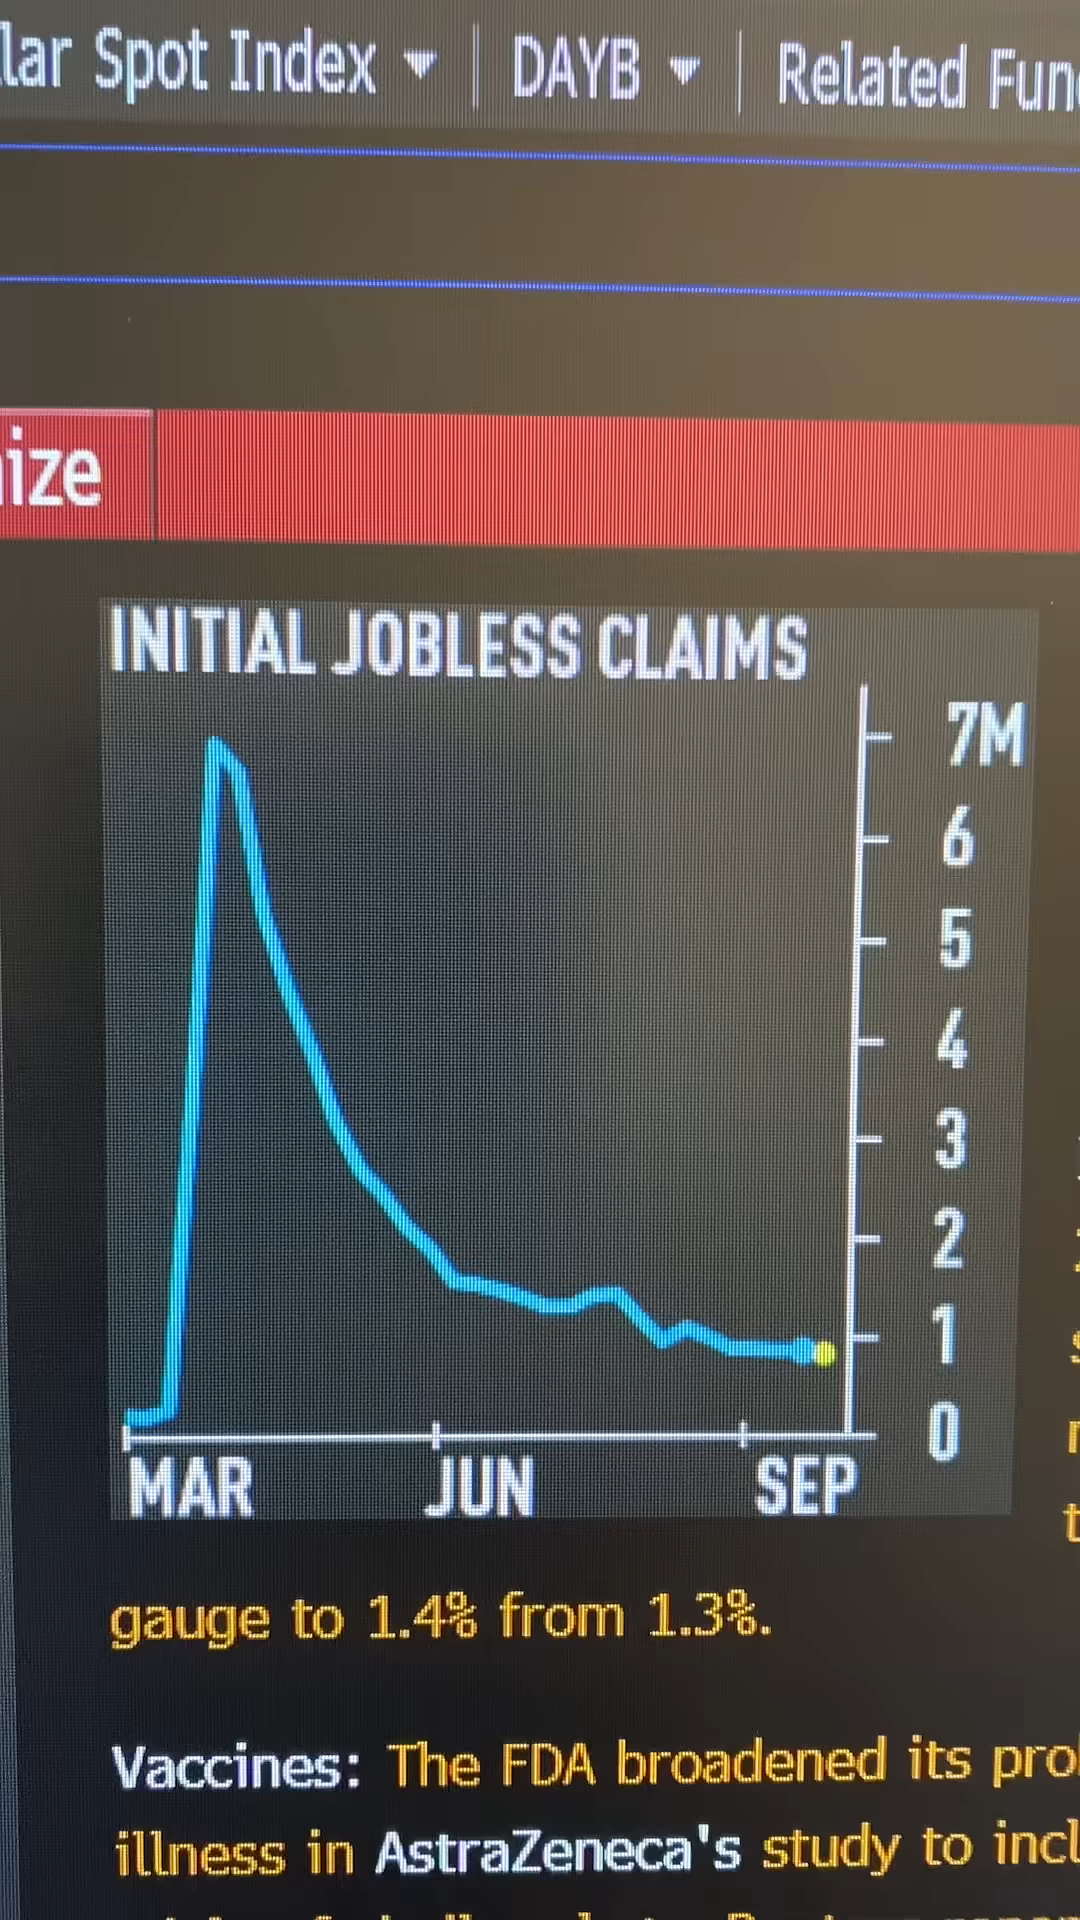 lar Spot Index
DAYB
Related Fun
ize
INITIAL JOBLESS CLAIMS
7M
6
5
4
3
2
1
0
MAR JUN SEP
gauge to 1.4% from 1.3%.
Vaccines: The FDA broadened its pro
illness in AstraZeneca's study to incl